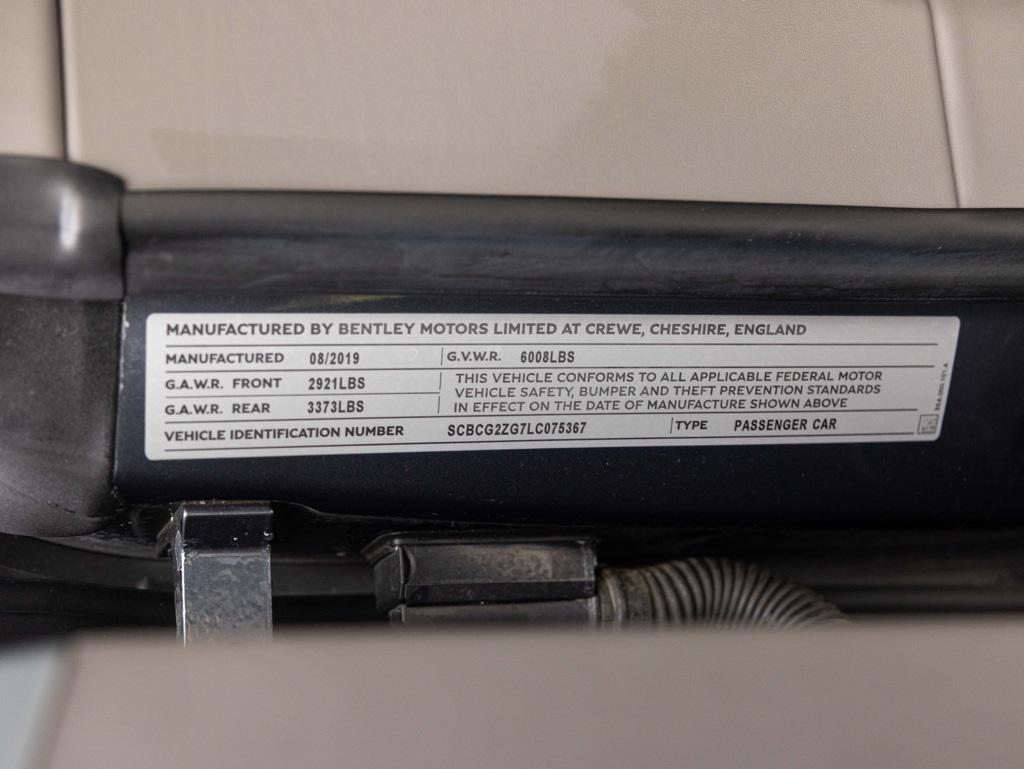 MANUFACTURED BY BENTLEY MOTORS LIMITED AT CREWE, CHESHIRE, ENGLAND
MANUFACTURED 08/2019 G.V.W.R. 6008LBS
G.A.W.R. FRONT 2921LBS
G.A.W.R. REAR 3373LBS
THIS VEHICLE CONFORMS TO ALL APPLICABLE FEDERAL MOTOR
VEHICLE SAFETY, BUMPER AND THEFT PREVENTION STANDARDS
IN EFFECT ON THE DATE OF MANUFACTURE SHOWN ABOVE
VEHICLE IDENTIFICATION NUMBER SCBCG2ZG7LC075367 TYPE PASSENGER CAR